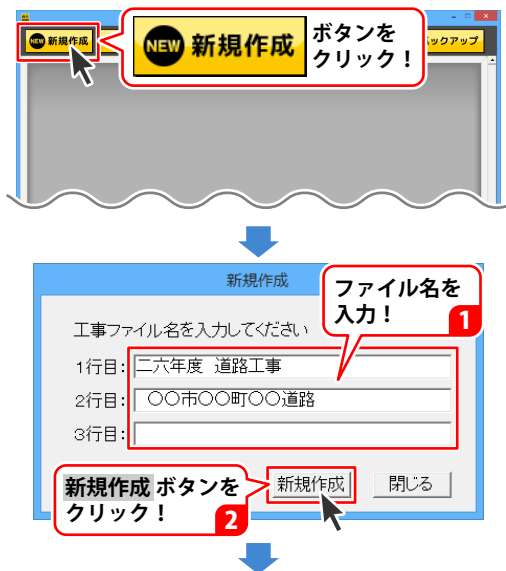 NEW 新規作成
NEW 新規作成
ボタンを
クリック！
ックアップ
新規作成
ファイル名を
入力！
1
工事ファイル名を入力してください
1行目: 二六年度 道路工事
2行目: 〇〇市〇〇町〇〇道路
3行目:
新規作成 ボタンを
クリック！
2
新規作成
閉じる